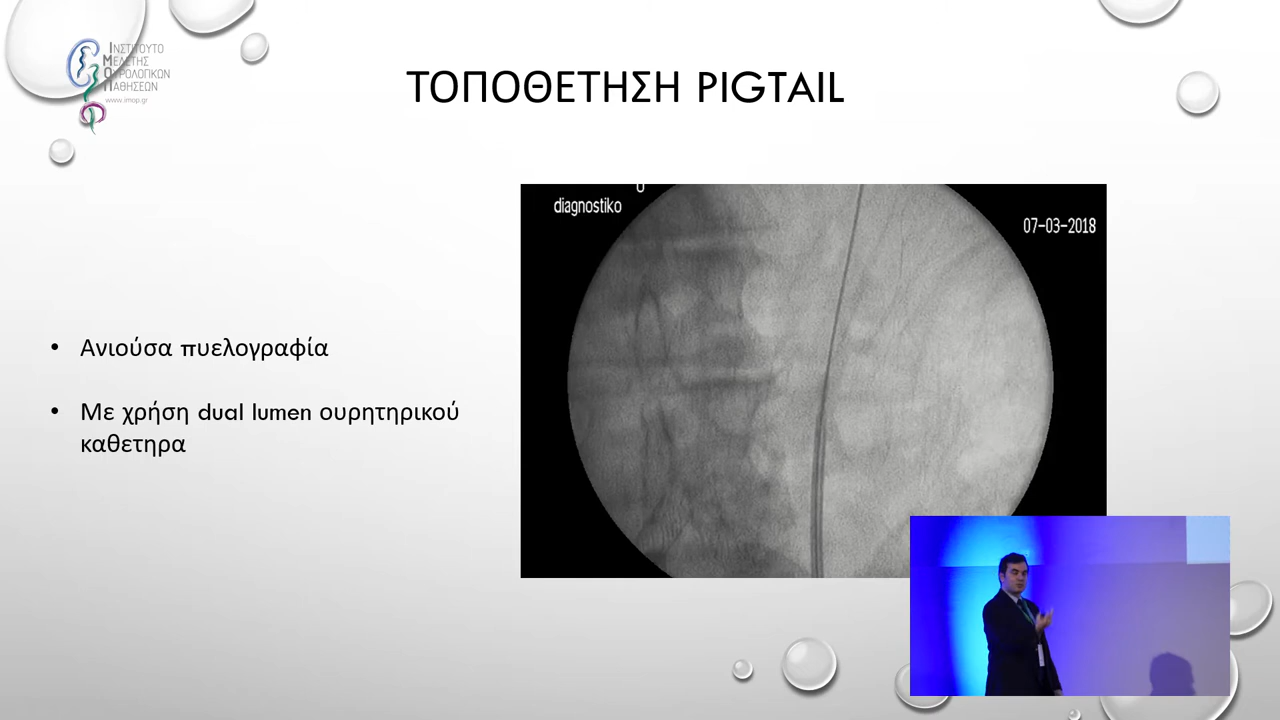 ΙΝΣΤΙΤΟΥΤΟ
ΜΕΛΕΤΗΣ
ΟΥΡΟΛΟΓΙΚΩΝ
ΠΑΘΗΣΕΩΝ
www.imop.gr
ΤΟΠΟΘΕΤΗΣΗ PIGTAIL
diagnostiko
07-03-2018
• Ανιούσα πυελογραφία
• Με χρήση dual lumen ουρητηρικού
καθετηρα